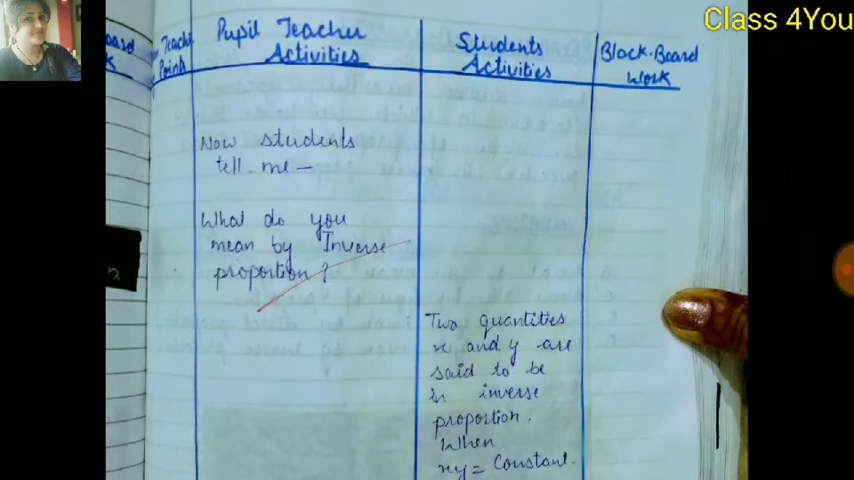 Class 4You
Teachi
Points
Pupil Teacher
Activities
Students
Activities
Black-Board
Work
Now students
tell me —
What do you
mean by Inverse
proportion ?
Two quantities
x and y are
said to be
in inverse
proportion.
When
xy = Constant.